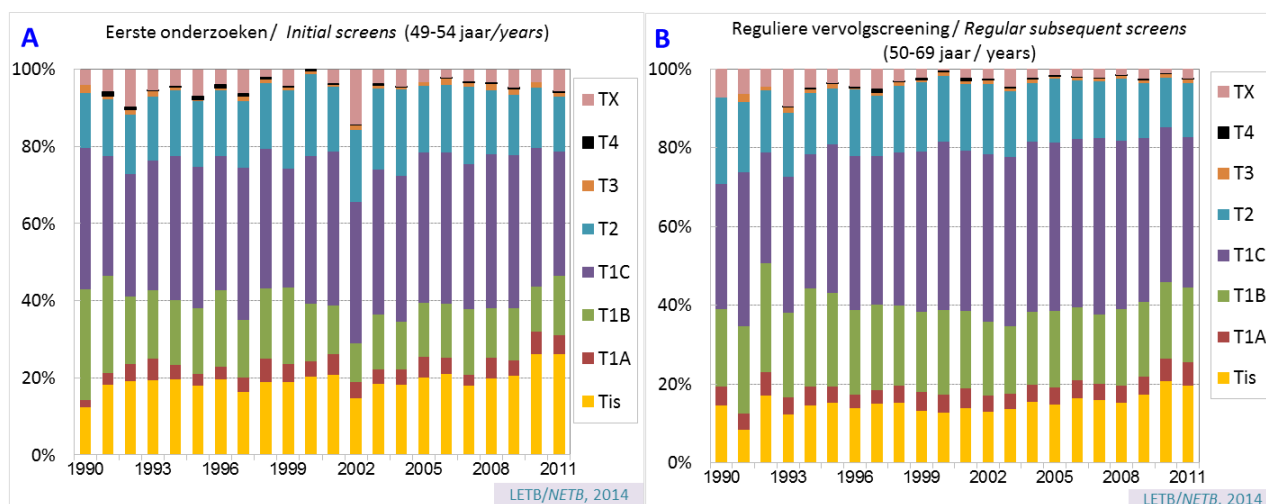 A
Eerste onderzoeken/ Initial screens (49-54 jaar/years)
100%
80%
60%
40%
20%
0%
1990 1993 1996 1999 2002 2005 2008 2011
TX
T4
T3
T2
T1C
T1B
T1A
Tis
LETB/NETB, 2014
B
Reguliere vervolgscreening/ Regular subsequent screens
(50-69 jaar / years)
100%
80%
60%
40%
20%
0%
1990 1993 1996 1999 2002 2005 2008 2011
TX
T4
T3
T2
T1C
T1B
T1A
Tis
LETB/NETB, 2014